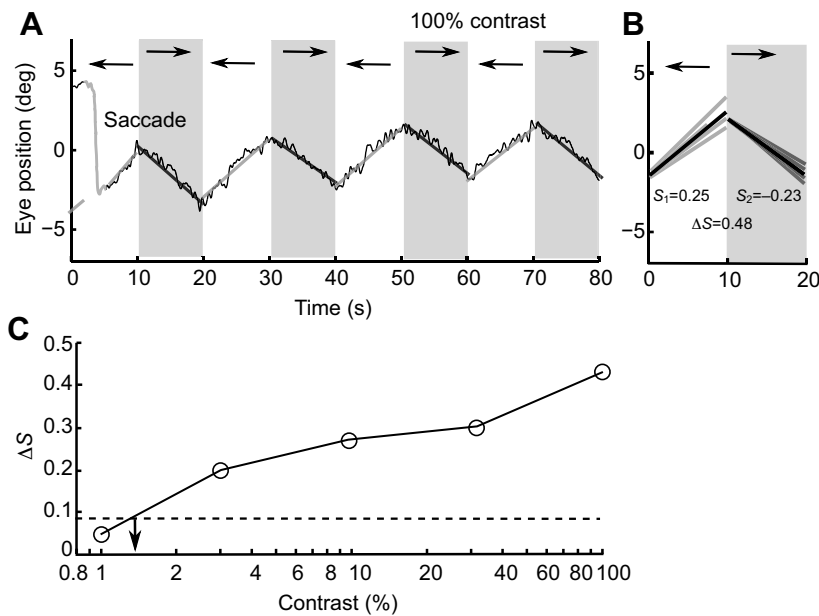 A
100% contrast
Eye position (deg)
5
0
−5
Saccade
0 10 20 30 40 50 60 70 80
Time (s)
B
5
0
−5
S1=0.25 S2=−0.23
ΔS=0.48
0 10 20
C
ΔS
0.5
0.4
0.3
0.2
0.1
0
0.8 1 2 4 6 8 10 20 40 60 80 100
Contrast (%)